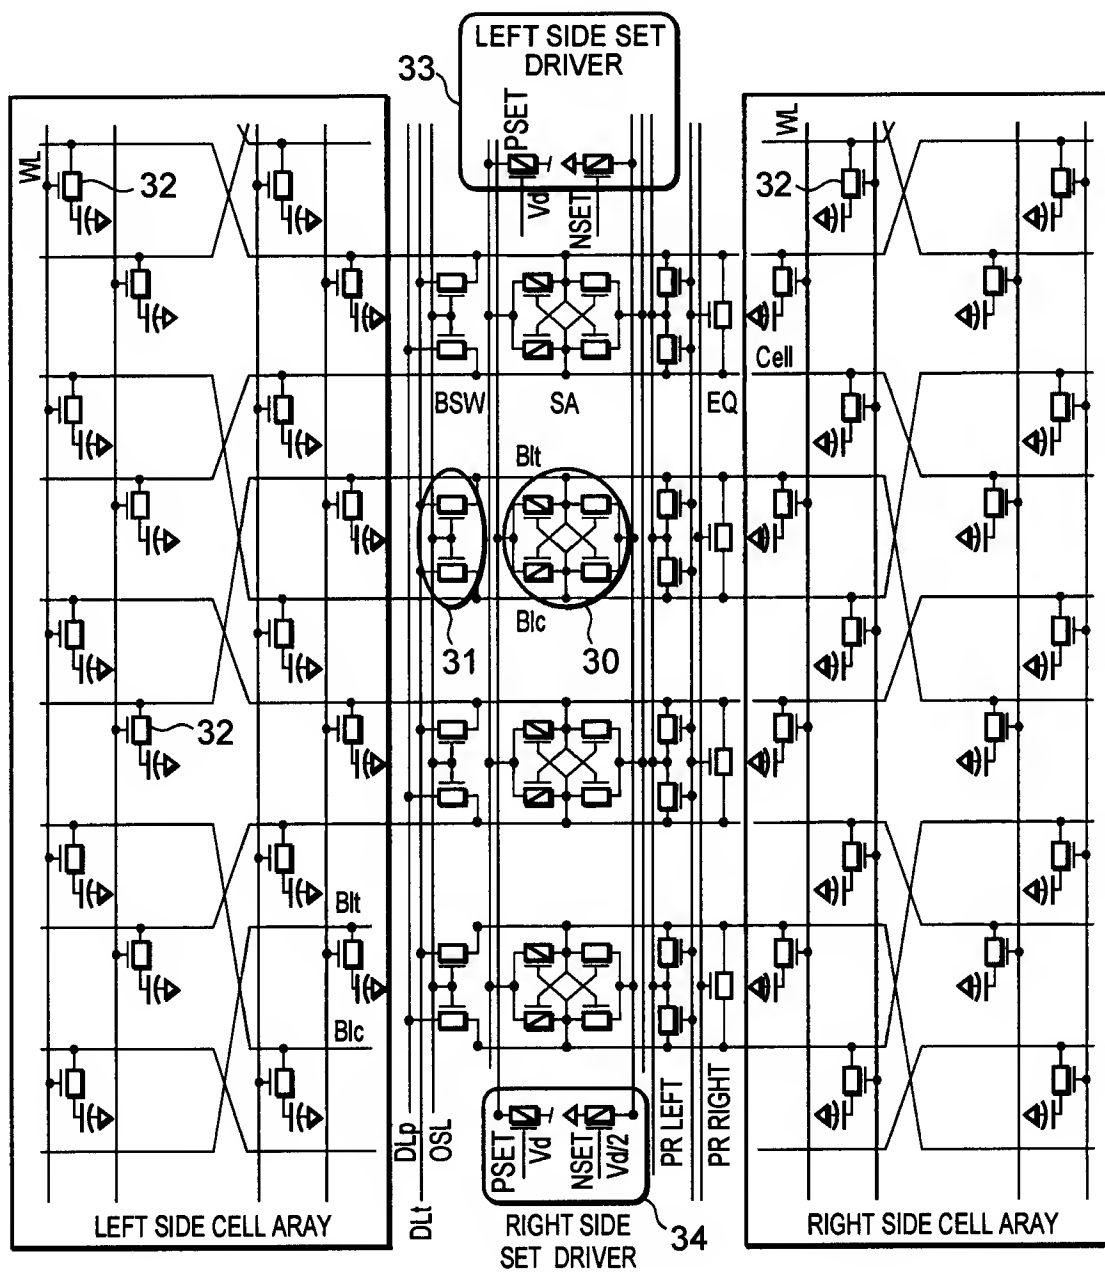 LEFT SIDE SET
DRIVER
33
PSET
Vd
NSET
WL
32
WL
32
Cell
BSW
SA
EQ
Blt
31
Blc
30
32
Blt
Blc
DLp
DLt
OSL
PSET
Vd
NSET
Vd/2
PR LEFT
PR RIGHT
LEFT SIDE CELL ARAY
RIGHT SIDE
SET DRIVER
34
RIGHT SIDE CELL ARAY